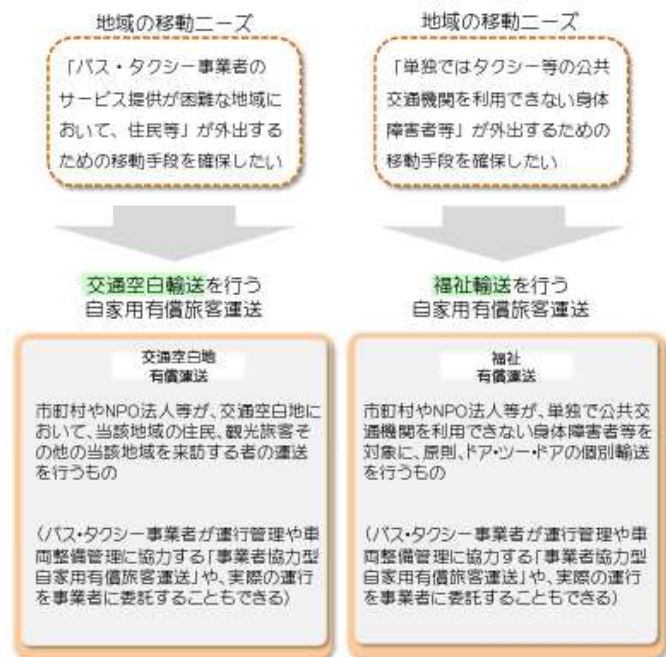 地域の移動ニーズ
「バス・タクシー事業者の
サービス提供が困難な地域に
おいて、住民等」が外出する
ための移動手段を確保したい
交通空白輸送を行う
自家用有償旅客運送
交通空白地
有償運送
市町村やNPO法人等が、交通空白地に
おいて、当該地域の住民、観光旅客そ
の他の当該地域を来訪する者の運送
を行うもの
(バス・タクシー事業者が運行管理や車
両整備管理に協力する「事業者協力型
自家用有償旅客運送」や、実際の運行
を事業者に委託することもできる)
地域の移動ニーズ
「単独ではタクシー等の公共
交通機関を利用できない身体
障害者等」が外出するための
移動手段を確保したい
福祉輸送を行う
自家用有償旅客運送
福祉
有償運送
市町村やNPO法人等が、単独で公共交
通機関を利用できない身体障害者等を
対象に、原則、ドア・ツー・ドアの個別輸送
を行うもの
(バス・タクシー事業者が運行管理や車
両整備管理に協力する「事業者協力型
自家用有償旅客運送」や、実際の運行
を事業者に委託することもできる)